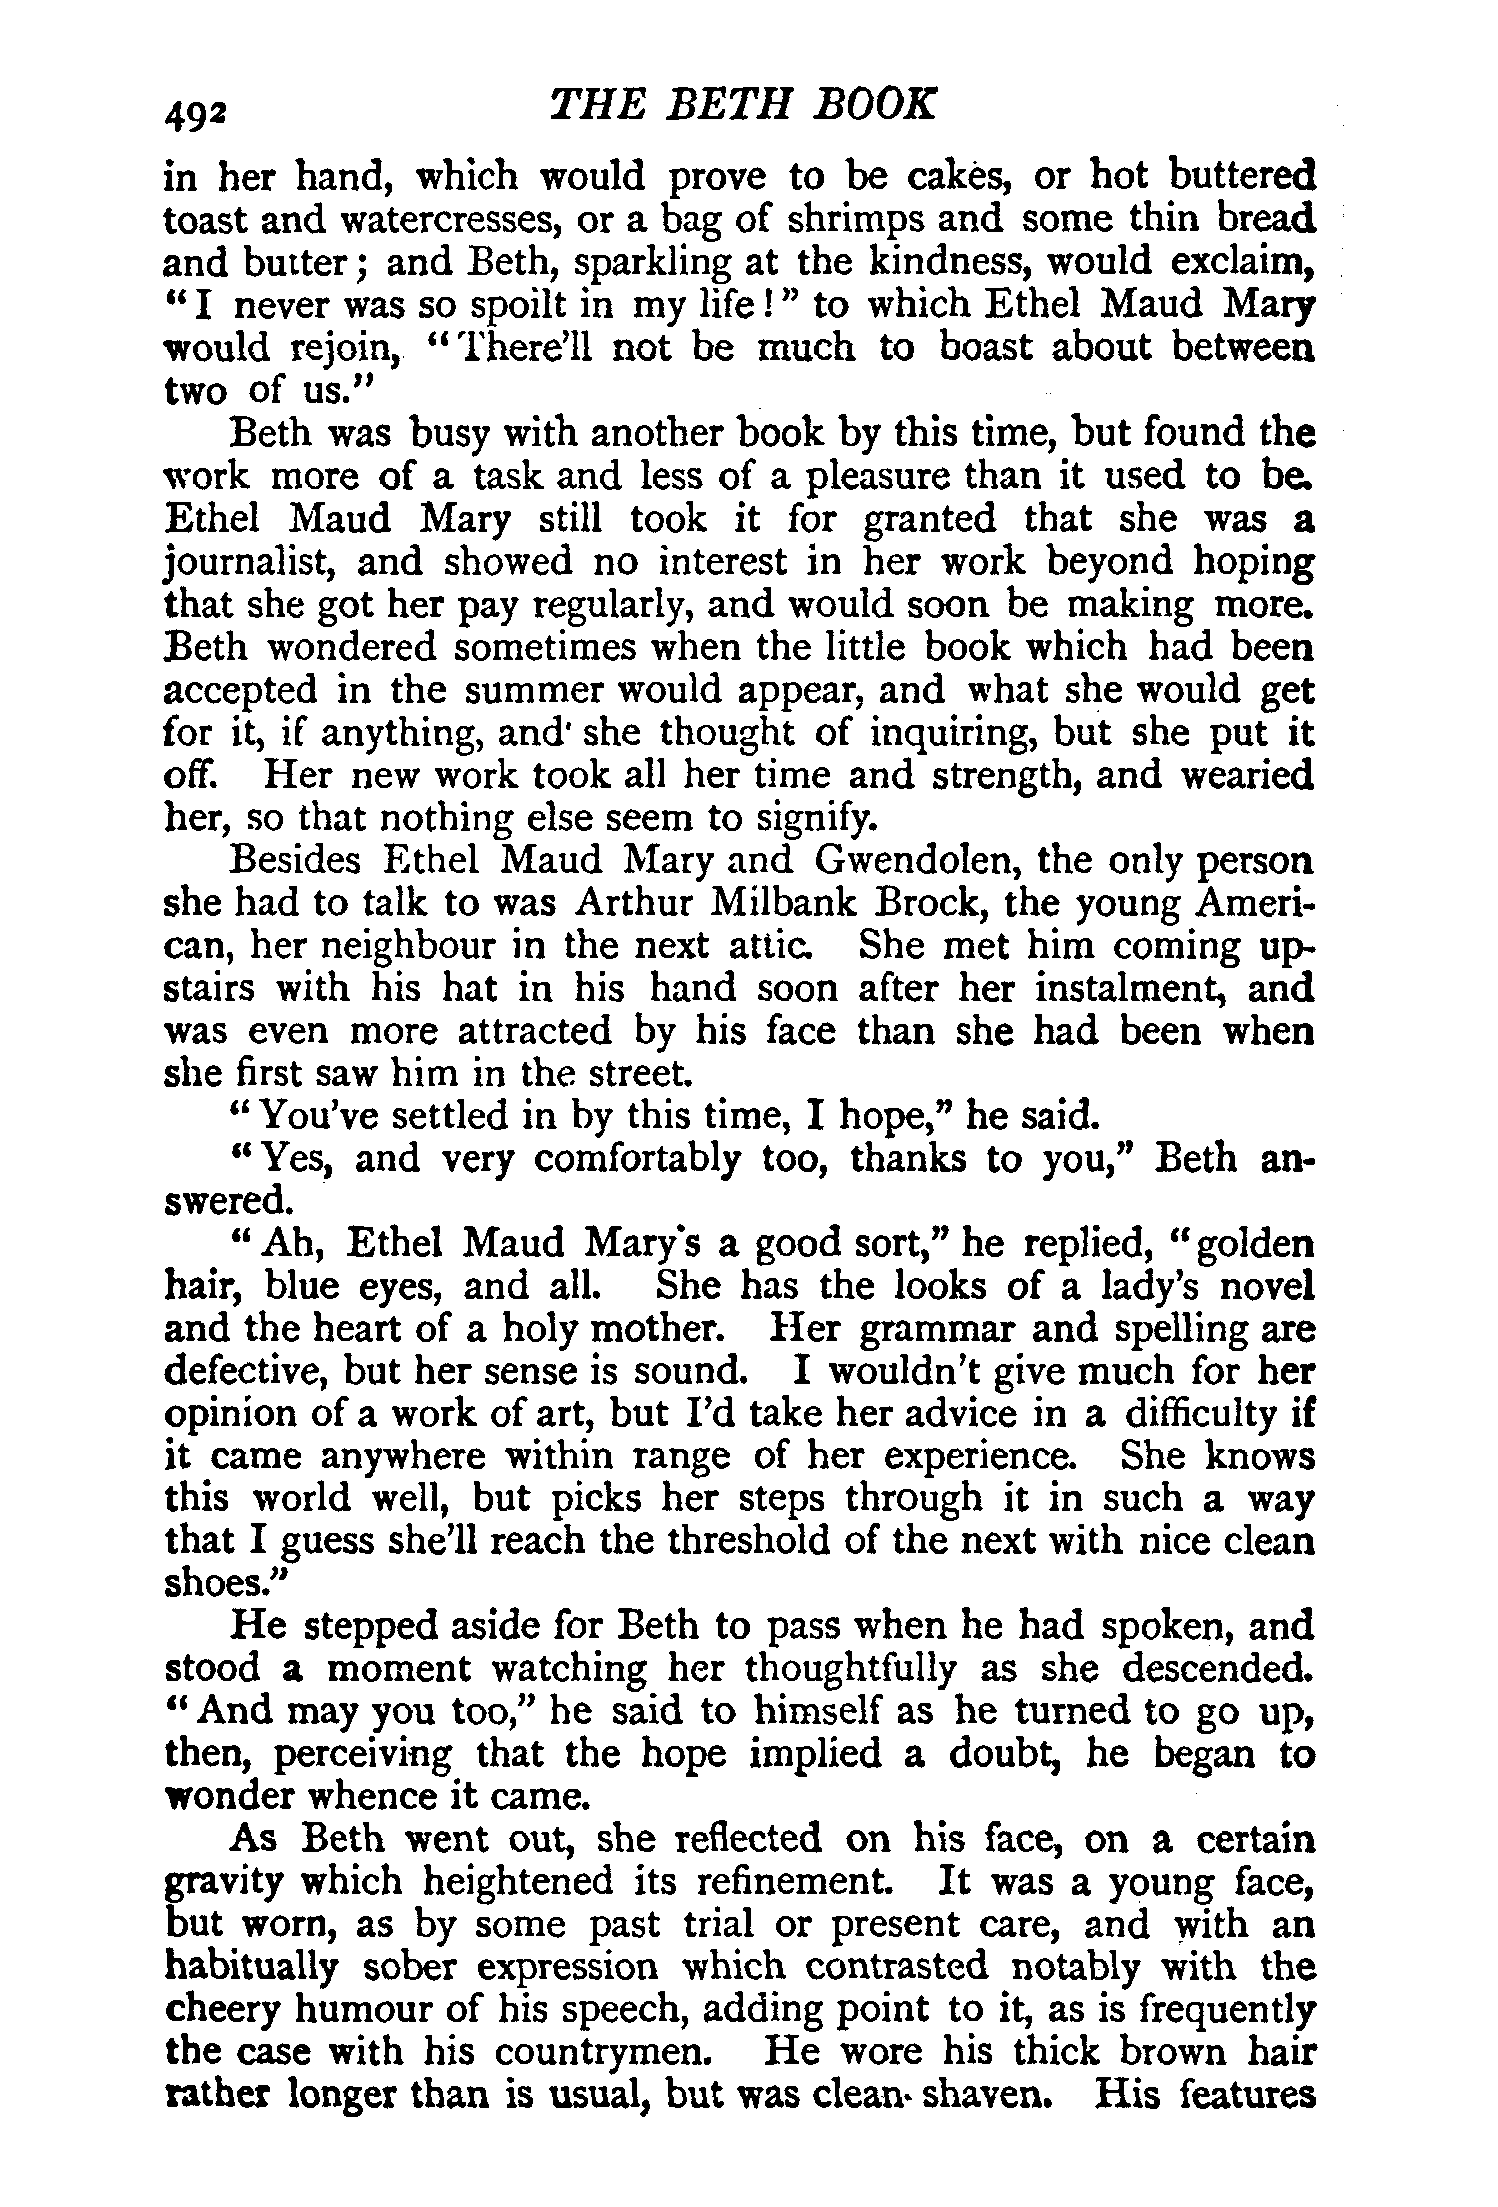 492 THE BETH BOOK
in her hand, which would prove to be cakes, or hot buttered
toast and watercresses, or a bag of shrimps and some thin bread
and butter; and Beth, sparkling at the kindness, would exclaim,
“I never was so spoilt in my life!” to which Ethel Maud Mary
would rejoin, “There’ll not be much to boast about between
two of us.”
Beth was busy with another book by this time, but found the
work more of a task and less of a pleasure than it used to be.
Ethel Maud Mary still took it for granted that she was a
journalist, and showed no interest in her work beyond hoping
that she got her pay regularly, and would soon be making more.
Beth wondered sometimes when the little book which had been
accepted in the summer would appear, and what she would get
for it, if anything, and she thought of inquiring, but she put it
off. Her new work took all her time and strength, and wearied
her, so that nothing else seem to signify.
Besides Ethel Maud Mary and Gwendolen, the only person
she had to talk to was Arthur Milbank Brock, the young Ameri-
can, her neighbour in the next attic. She met him coming up-
stairs with his hat in his hand soon after her instalment, and
was even more attracted by his face than she had been when
she first saw him in the street.
“You’ve settled in by this time, I hope,” he said.
“Yes, and very comfortably too, thanks to you,” Beth an-
swered.
“Ah, Ethel Maud Mary’s a good sort,” he replied, “golden
hair, blue eyes, and all. She has the looks of a lady’s novel
and the heart of a holy mother. Her grammar and spelling are
defective, but her sense is sound. I wouldn’t give much for her
opinion of a work of art, but I’d take her advice in a difficulty if
it came anywhere within range of her experience. She knows
this world well, but picks her steps through it in such a way
that I guess she’ll reach the threshold of the next with nice clean
shoes.”
He stepped aside for Beth to pass when he had spoken, and
stood a moment watching her thoughtfully as she descended.
“And may you too,” he said to himself as he turned to go up,
then, perceiving that the hope implied a doubt, he began to
wonder whence it came.
As Beth went out, she reflected on his face, on a certain
gravity which heightened its refinement. It was a young face,
but worn, as by some past trial or present care, and with an
habitually sober expression which contrasted notably with the
cheery humour of his speech, adding point to it, as is frequently
the case with his countrymen. He wore his thick brown hair
rather longer than is usual, but was clean-shaven. His features